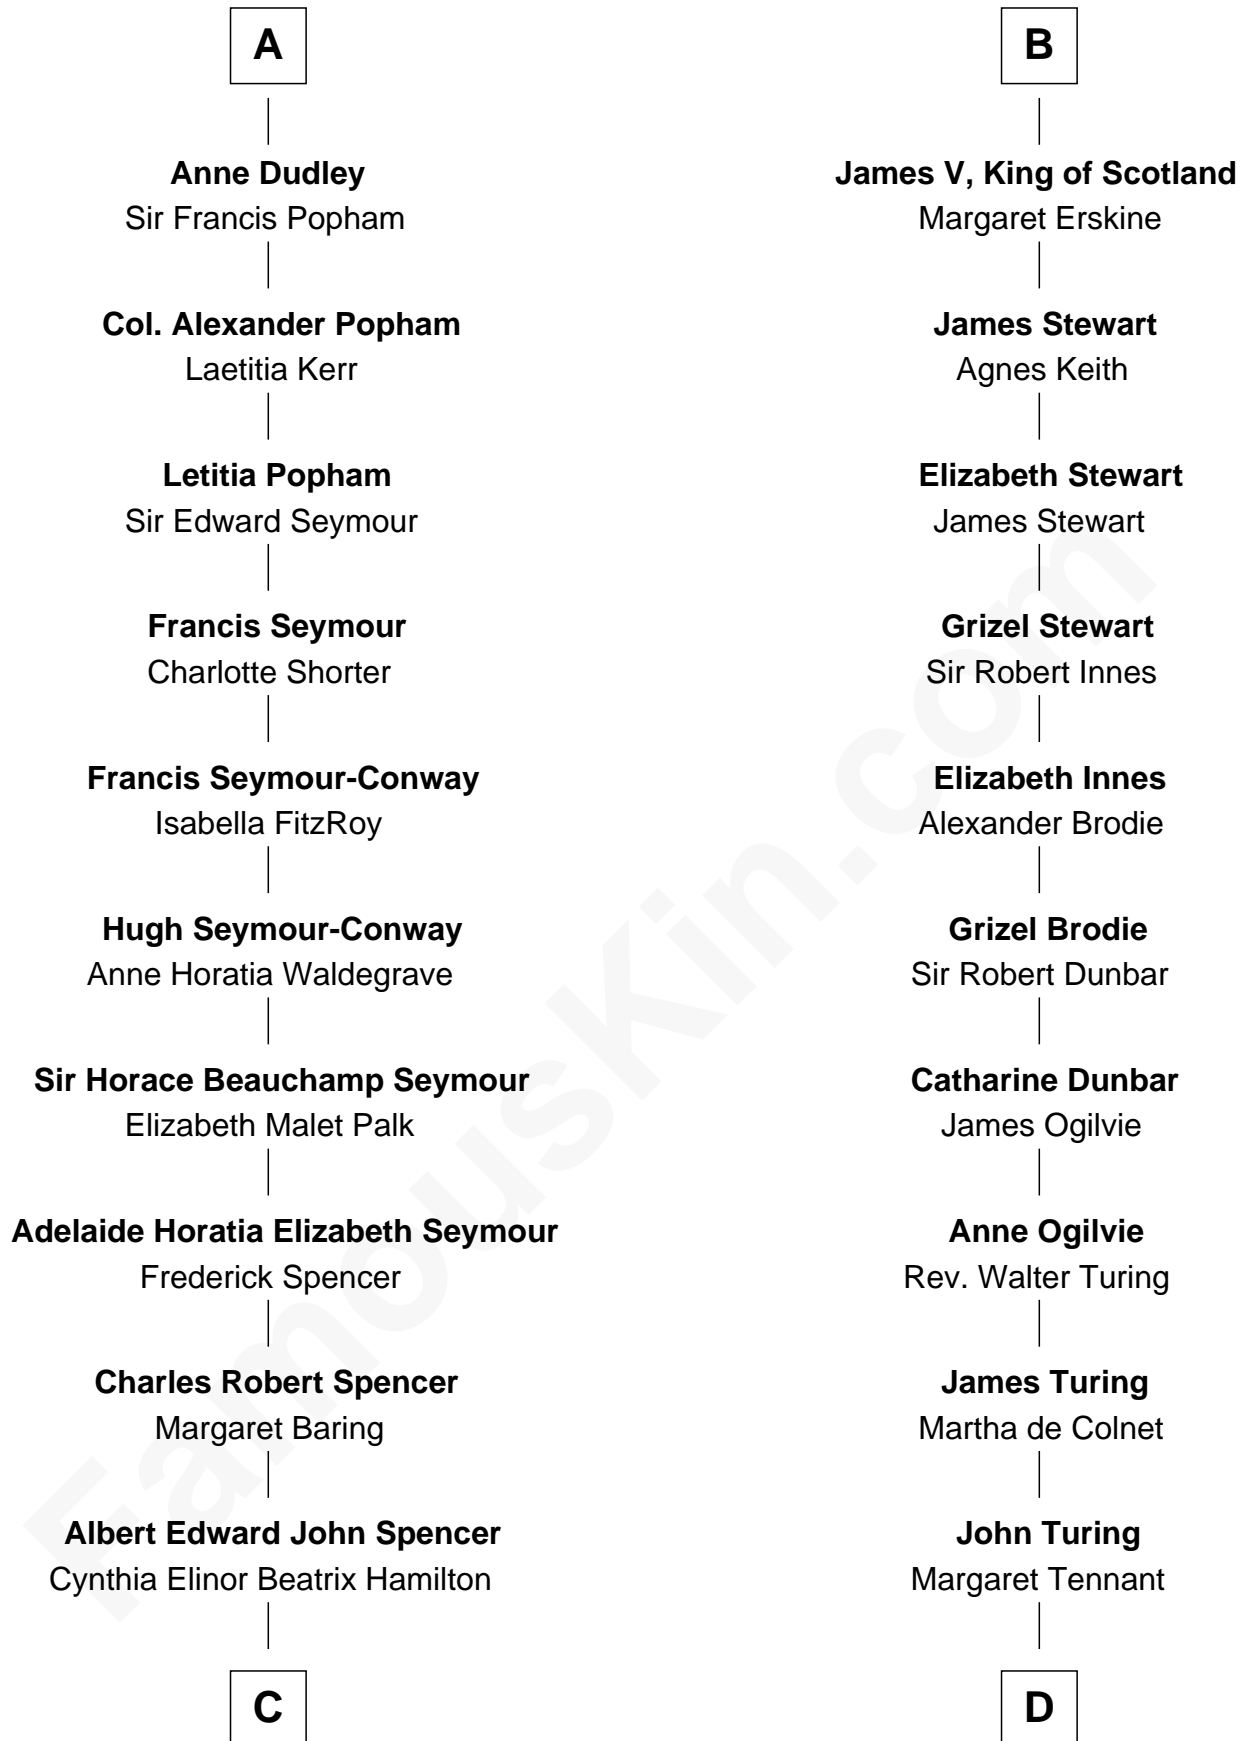 A
Anne Dudley
Sir Francis Popham
Col. Alexander Popham
Laetitia Kerr
Letitia Popham
Sir Edward Seymour
Francis Seymour
Charlotte Shorter
Francis Seymour-Conway
Isabella FitzRoy
Hugh Seymour-Conway
Anne Horatia Waldegrave
Sir Horace Beauchamp Seymour
Elizabeth Malet Palk
Adelaide Horatia Elizabeth Seymour
Frederick Spencer
Charles Robert Spencer
Margaret Baring
Albert Edward John Spencer
Cynthia Elinor Beatrix Hamilton
C
B
James V, King of Scotland
Margaret Erskine
James Stewart
Agnes Keith
Elizabeth Stewart
James Stewart
Grizel Stewart
Sir Robert Innes
Elizabeth Innes
Alexander Brodie
Grizel Brodie
Sir Robert Dunbar
Catharine Dunbar
James Ogilvie
Anne Ogilvie
Rev. Walter Turing
James Turing
Martha de Colnet
John Turing
Margaret Tennant
D
FamousKin.com